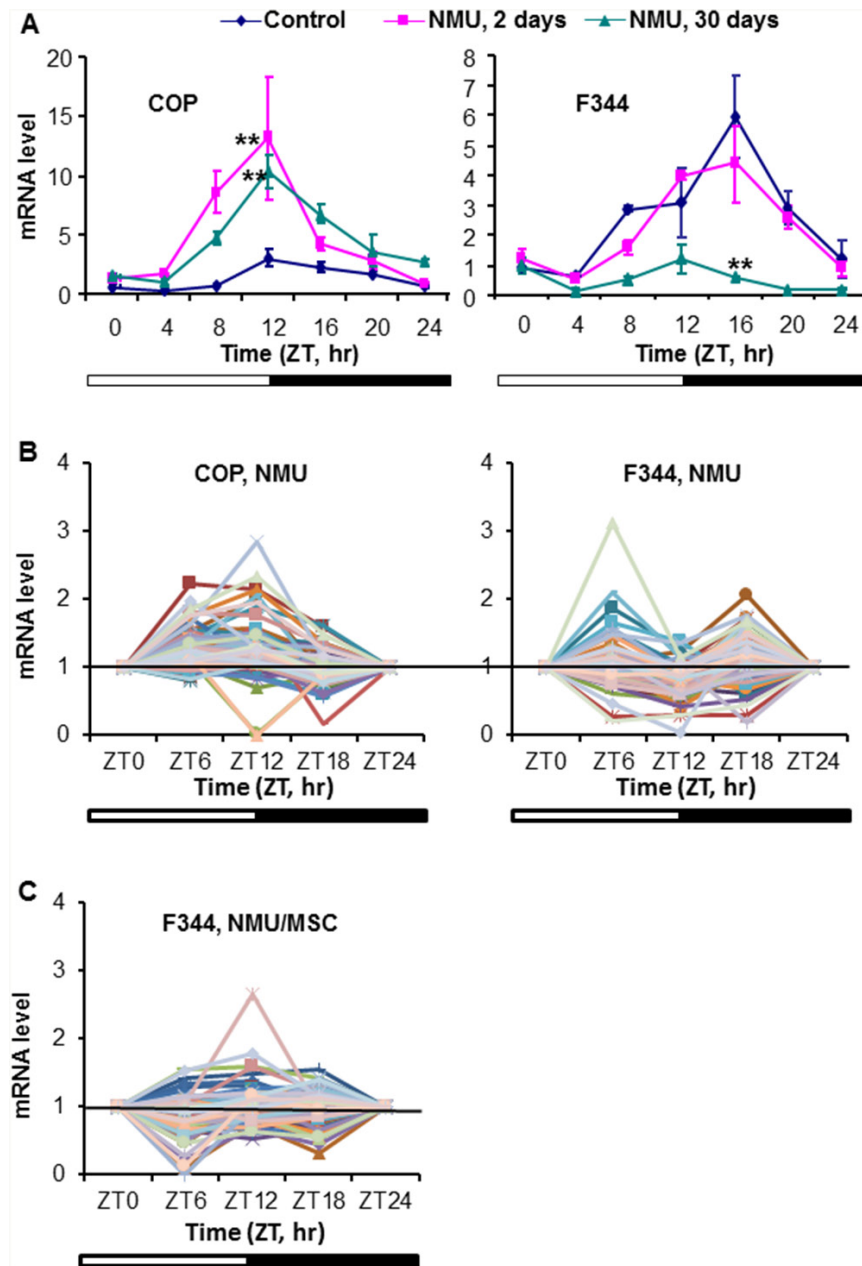 A
Control NMU, 2 days NMU, 30 days
COP
mRNA level
20
15
10
5
0
**
**
0 4 8 12 16 20 24
Time (ZT, hr)
F344
8
7
6
5
4
3
2
1
0
**
0 4 8 12 16 20 24
Time (ZT, hr)
B
COP, NMU
mRNA level
4
3
2
1
0
ZT0 ZT6 ZT12 ZT18 ZT24
Time (ZT, hr)
F344, NMU
mRNA level
4
3
2
1
0
ZT0 ZT6 ZT12 ZT18 ZT24
Time (ZT, hr)
C
F344, NMU/MSC
mRNA level
4
3
2
1
0
ZT0 ZT6 ZT12 ZT18 ZT24
Time (ZT, hr)